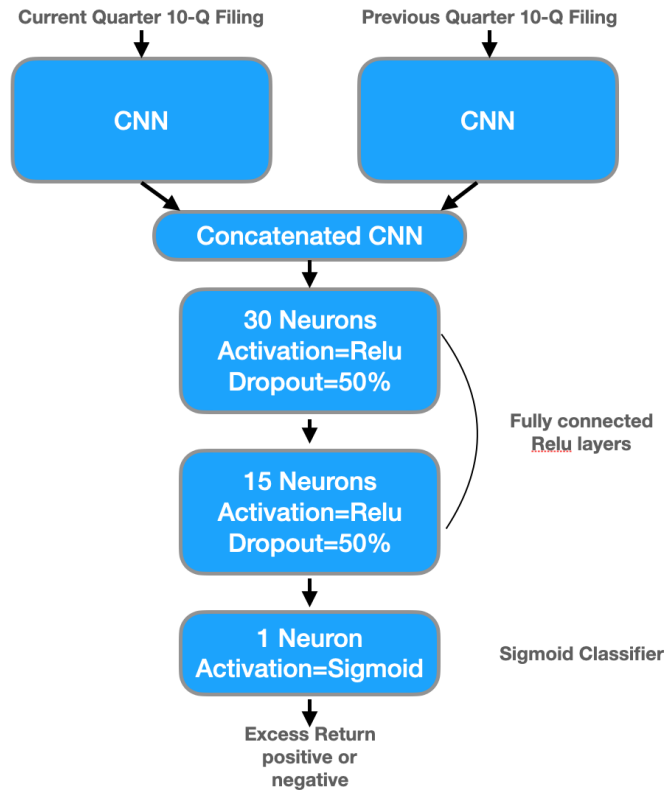 Current Quarter 10-Q Filing
Previous Quarter 10-Q Filing
CNN
CNN
Concatenated CNN
30 Neurons
Activation=Relu
Dropout=50%
Fully connected
Relu layers
15 Neurons
Activation=Relu
Dropout=50%
1 Neuron
Activation=Sigmoid
Sigmoid Classifier
Excess Return
positive or
negative